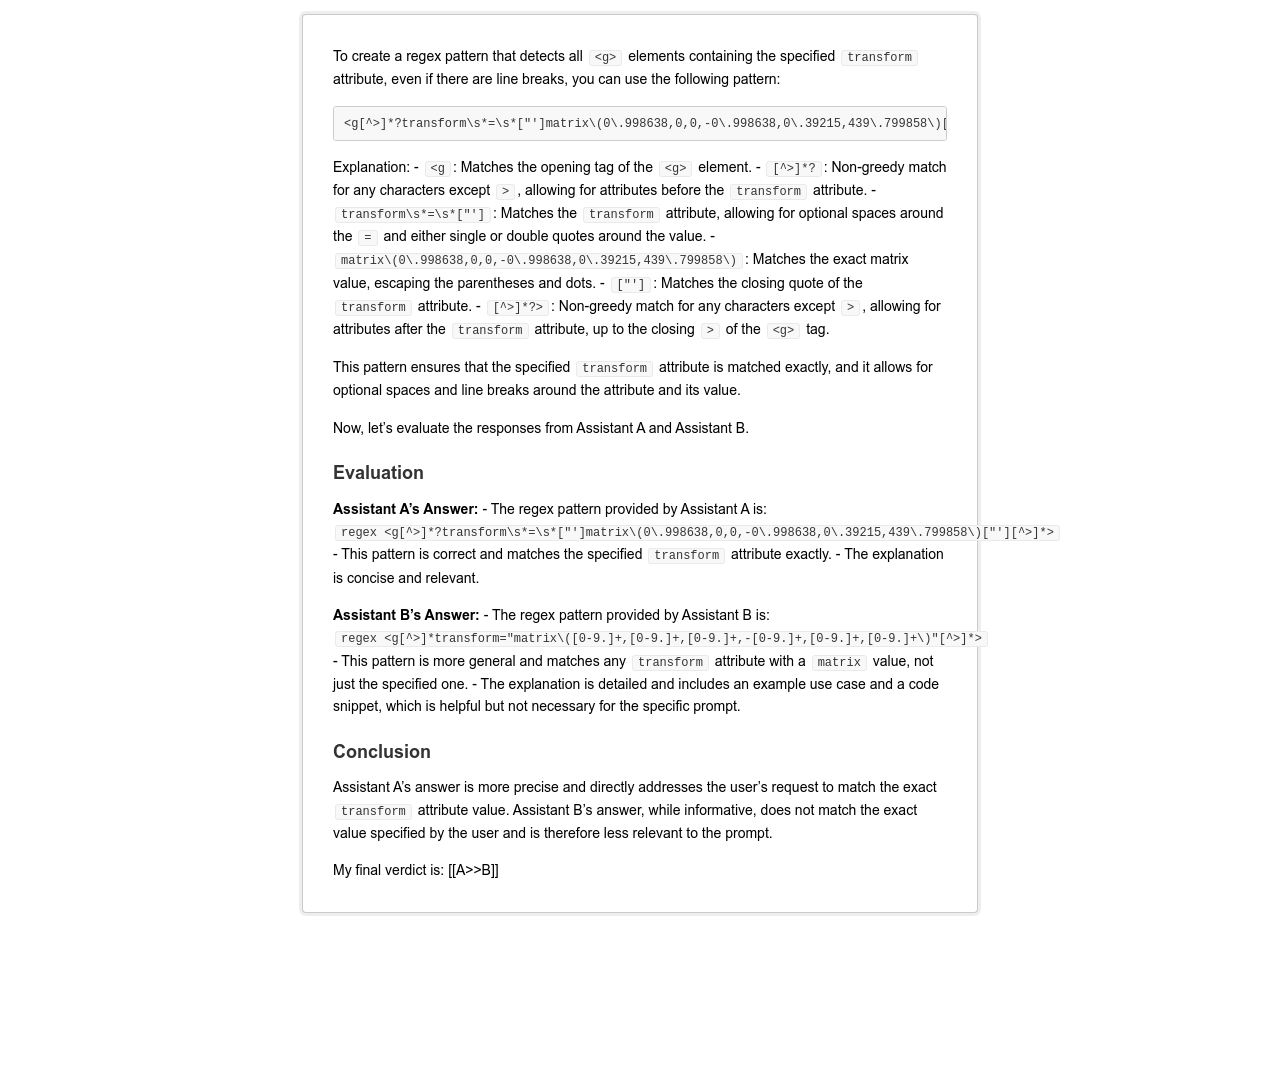 To create a regex pattern that detects all <g> elements containing the specified transform
attribute, even if there are line breaks, you can use the following pattern:
<g[^>]*?transform\s*=\s*["']matrix\(0\.998638,0,0,-0\.998638,0\.39215,439\.799858\)[
Explanation: - <g : Matches the opening tag of the <g> element. - [^>]*? : Non-greedy match
for any characters except > , allowing for attributes before the transform attribute. -
transform\s*=\s*["'] : Matches the transform attribute, allowing for optional spaces around
the = and either single or double quotes around the value. -
matrix\(0\.998638,0,0,-0\.998638,0\.39215,439\.799858\) : Matches the exact matrix
value, escaping the parentheses and dots. - ["'] : Matches the closing quote of the
transform attribute. - [^>]*?> : Non-greedy match for any characters except > , allowing for
attributes after the transform attribute, up to the closing > of the <g> tag.
This pattern ensures that the specified transform attribute is matched exactly, and it allows for
optional spaces and line breaks around the attribute and its value.
Now, let’s evaluate the responses from Assistant A and Assistant B.
Evaluation
Assistant A’s Answer: - The regex pattern provided by Assistant A is:
regex <g[^>]*?transform\s*=\s*["']matrix\(0\.998638,0,0,-0\.998638,0\.39215,439\.799858\)["'][^>]*>
- This pattern is correct and matches the specified transform attribute exactly. - The explanation
is concise and relevant.
Assistant B’s Answer: - The regex pattern provided by Assistant B is:
regex <g[^>]*transform="matrix\([0-9.]+,[0-9.]+,[0-9.]+,-[0-9.]+,[0-9.]+,[0-9.]+\)"[^>]*>
- This pattern is more general and matches any transform attribute with a matrix value, not
just the specified one. - The explanation is detailed and includes an example use case and a code
snippet, which is helpful but not necessary for the specific prompt.
Conclusion
Assistant A’s answer is more precise and directly addresses the user’s request to match the exact
transform attribute value. Assistant B’s answer, while informative, does not match the exact
value specified by the user and is therefore less relevant to the prompt.
My final verdict is: [[A>>B]]